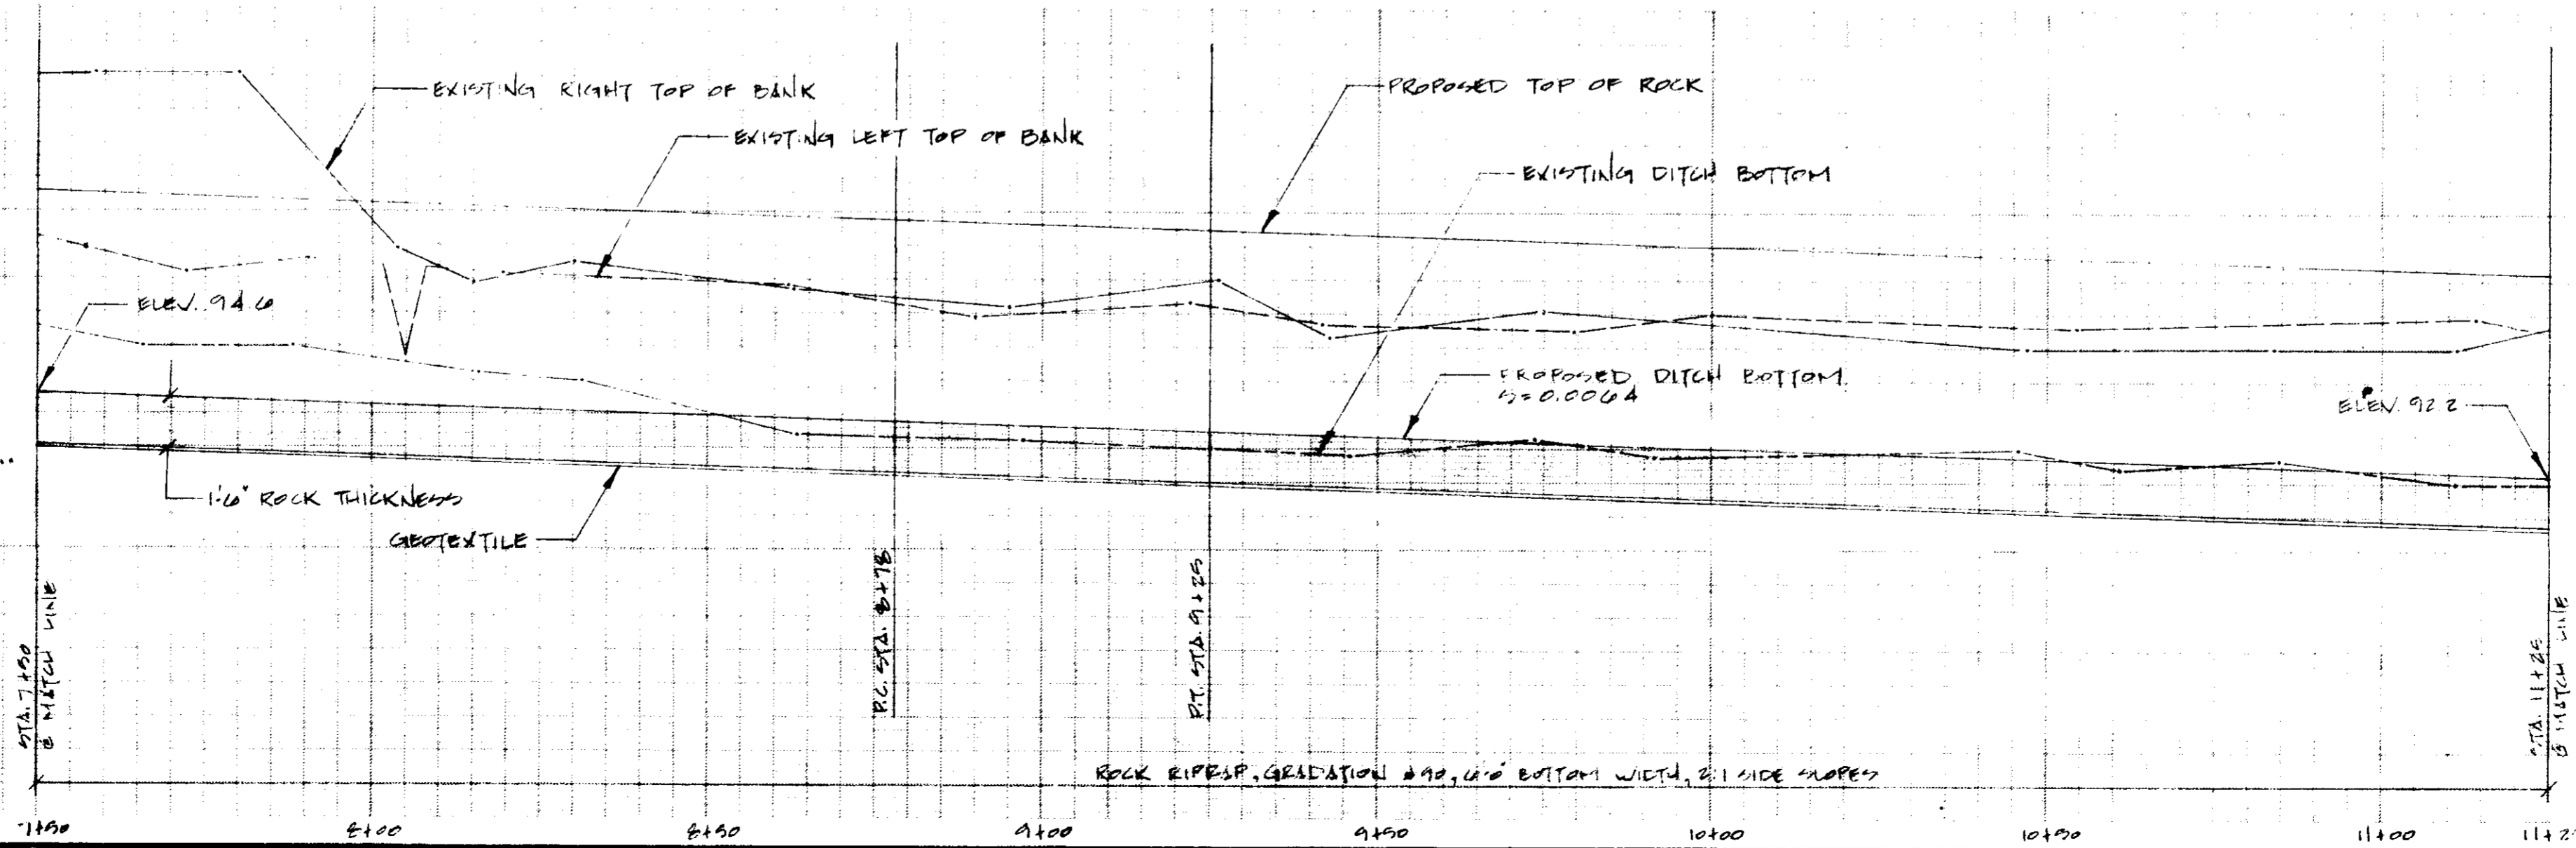 EXISTING RIGHT TOP OF BANK
PROPOSED TOP OF ROCK
EXISTING LEFT TOP OF BANK
EXISTING DITCH BOTTOM
ELEV. 94.6
PROPOSED DITCH BOTTOM
S=0.0064
ELEV. 92.2
1'-6" ROCK THICKNESS
GEOTEXTILE
STA. 7+50
@ MATCH LINE
P.C. STA. 8+78
P.T. STA. 9+25
STA. 11+25
@ MATCH LINE
ROCK RIPRAP, GRADATION #90, BOTTOM WIDTH, 2:1 SIDE SLOPES
7+50 8+00 8+50 9+00 9+50 10+00 10+50 11+00 11+2